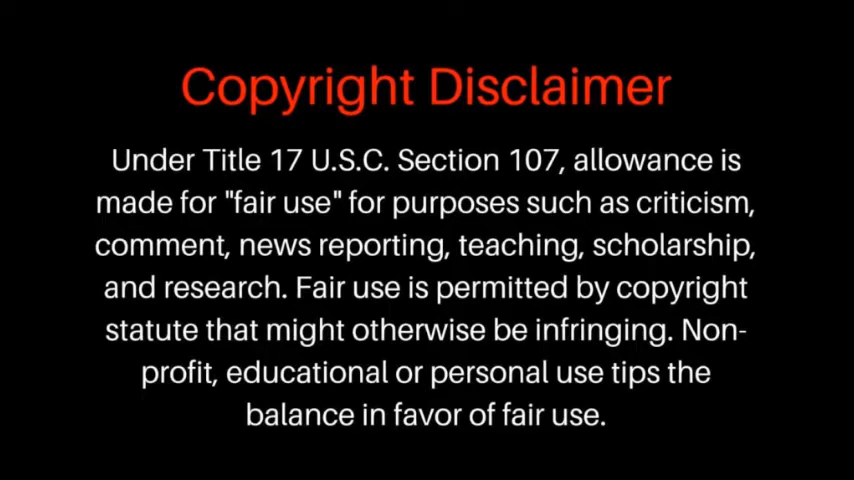 Copyright Disclaimer
Under Title 17 U.S.C. Section 107, allowance is
made for "fair use" for purposes such as criticism,
comment, news reporting, teaching, scholarship,
and research. Fair use is permitted by copyright
statute that might otherwise be infringing. Non-
profit, educational or personal use tips the
balance in favor of fair use.